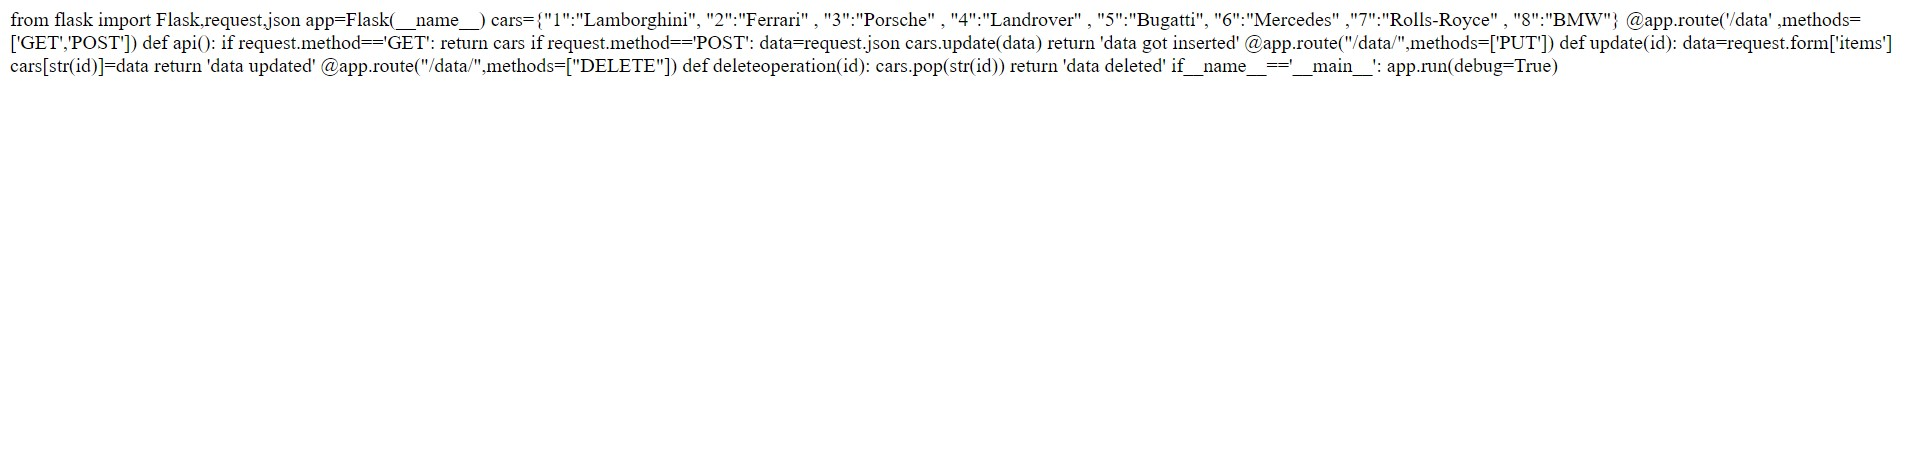 from flask import Flask,request,json app=Flask(__name__) cars={"1":"Lamborghini", "2":"Ferrari" , "3":"Porsche" , "4":"Landrover" , "5":"Bugatti", "6":"Mercedes" ,"7":"Rolls-Royce" , "8":"BMW"} @app.route('/data' ,methods=
['GET','POST']) def api(): if request.method=='GET': return cars if request.method=='POST': data=request.json cars.update(data) return 'data got inserted' @app.route("/data/",methods=['PUT']) def update(id): data=request.form['items']
cars[str(id)]=data return 'data updated' @app.route("/data/",methods=["DELETE"]) def deleteoperation(id): cars.pop(str(id)) return 'data deleted' if__name__=='__main__': app.run(debug=True)